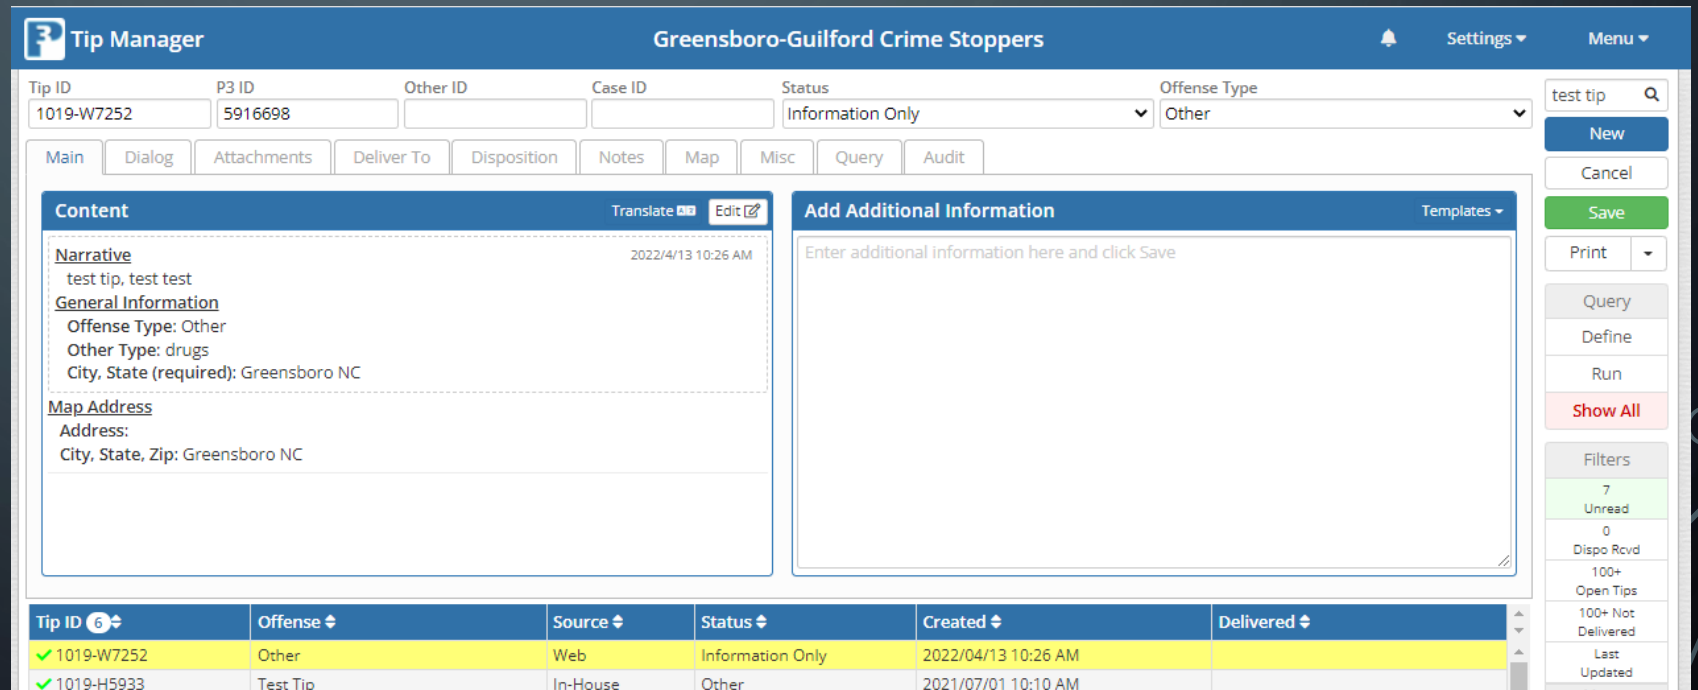 P3 Tip Manager
Greensboro-Guilford Crime Stoppers
Settings
Menu
Tip ID
P3 ID
Other ID
Case ID
Status
Offense Type
1019-W7252
5916698
Information Only
Other
test tip
New
Cancel
Save
Print
Main
Dialog
Attachments
Deliver To
Disposition
Notes
Map
Misc
Query
Audit
Content
Translate
Edit
Narrative
2022/4/13 10:26 AM
test tip, test test
General Information
Offense Type: Other
Other Type: drugs
City, State (required): Greensboro NC
Map Address
Address:
City, State, Zip: Greensboro NC
Add Additional Information
Templates
Enter additional information here and click Save
Query
Define
Run
Show All
Filters
7
Unread
0
Dispo Rcvd
100+
Open Tips
100+ Not
Delivered
Last
Updated
Tip ID 6
Offense
Source
Status
Created
Delivered
1019-W7252
Other
Web
Information Only
2022/04/13 10:26 AM
1019-H5933
Test Tip
In-House
Other
2021/07/01 10:10 AM